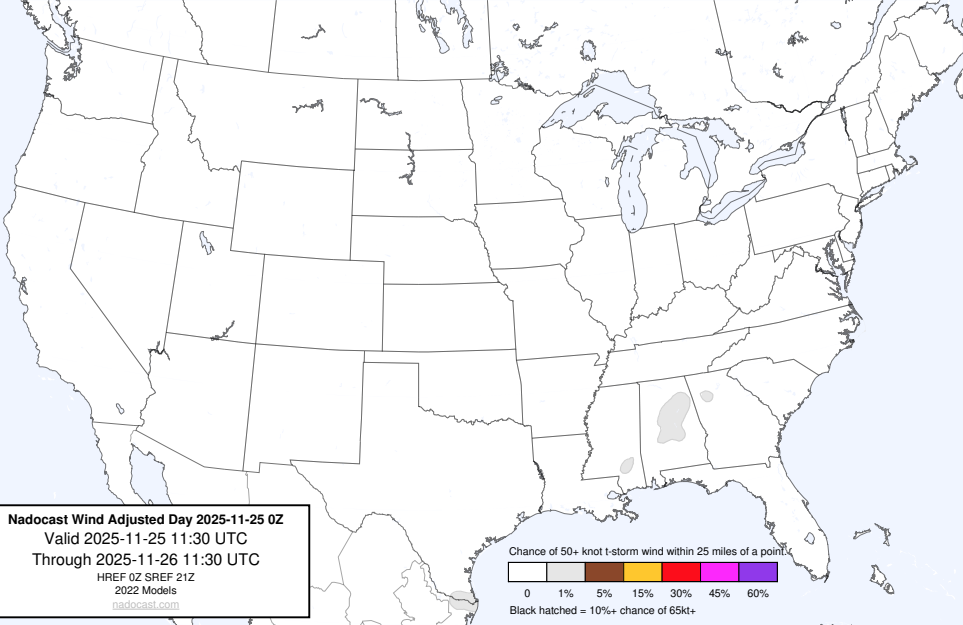 Nadocast Wind Adjusted Day 2025-11-25 0Z
Valid 2025-11-25 11:30 UTC
Through 2025-11-26 11:30 UTC
HREF 0Z SREF 21Z
2022 Models
nadocast.com
Chance of 50+ knot t-storm wind within 25 miles of a point.
0 1% 5% 15% 30% 45% 60%
Black hatched = 10%+ chance of 65kt+